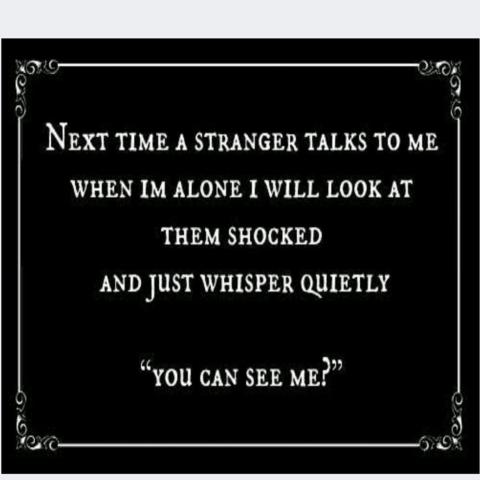 Next time a stranger talks to me
when im alone I will look at
them shocked
and just whisper quietly
“you can see me?”